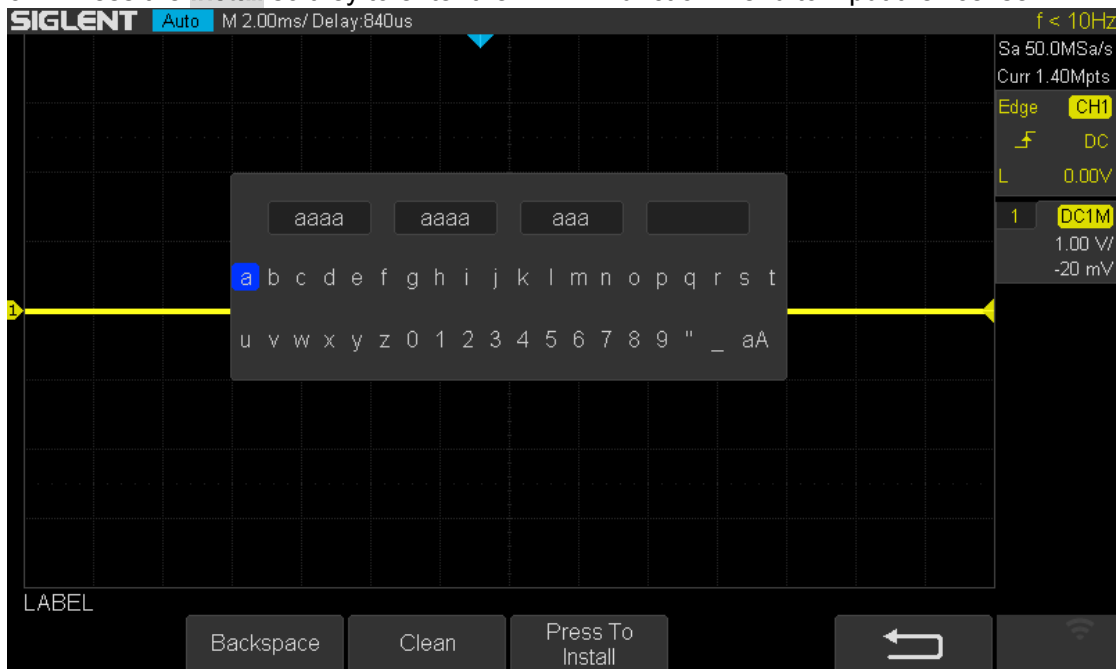 SIGLENT Auto M 2.00ms/ Delay:840us f < 10Hz
Sa 50.0MSa/s
Curr 1.40Mpts
Edge CH1
DC
L 0.00V
1 DC1M
1.00 V/
-20 mV
aaaa aaaa aaa
a b c d e f g h i j k l m n o p q r s t
u v w x y z 0 1 2 3 4 5 6 7 8 9 " _ aA
1
LABEL
Backspace Clean Press To
Install